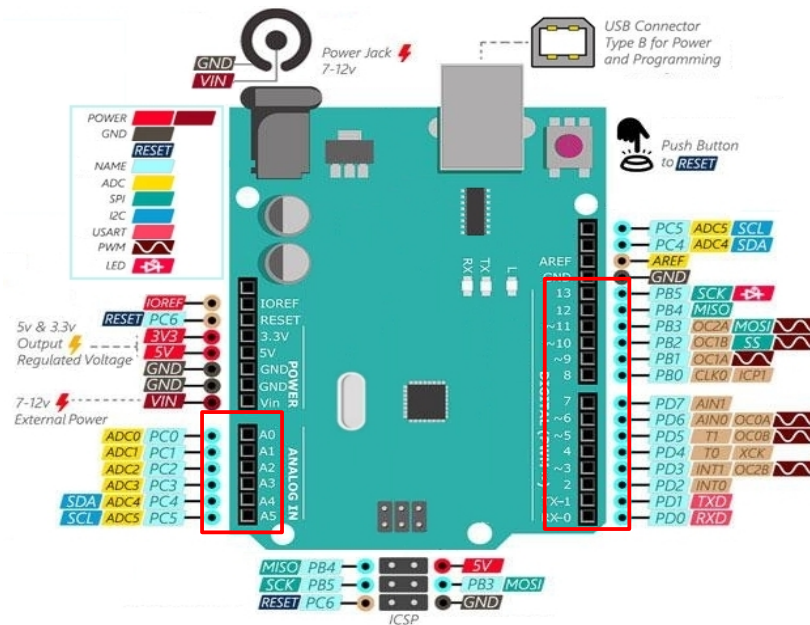 Power Jack
7-12v
GND
VIN
USB Connector
Type B for Power
and Programming
Push Button
to RESET
POWER
GND
RESET
NAME
ADC
SPI
I2C
USART
PWM
LED
IOREF
RESET PC6
3V3
5V
GND
GND
VIN
5v & 3.3v
Output
Regulated Voltage
7-12v
External Power
ADC0 PC0
ADC1 PC1
ADC2 PC2
ADC3 PC3
SDA ADC4 PC4
SCL ADC5 PC5
IOREF
RESET
3.3V
5V
GND
GND
Vin
POWER
A0
A1
A2
A3
A4
A5
ANALOG IN
RX
TX
L
AREF
GND
13
12
~11
~10
~9
8
7
~6
~5
4
~3
2
TX-1
RX-0
PC5 ADC5 SCL
PC4 ADC4 SDA
AREF
GND
PB5 SCK
PB4 MISO
PB3 OC2A MOSI
PB2 OC1B SS
PB1 OC1A
PB0 CLK0 ICP1
PD7 AIN1
PD6 AIN0 OC0A
PD5 T1 OC0B
PD4 T0 XCK
PD3 INT1 OC2B
PD2 INT0
PD1 TXD
PD0 RXD
MISO PB4
SCK PB5
RESET PC6
5V
PB3 MOSI
GND
ICSP